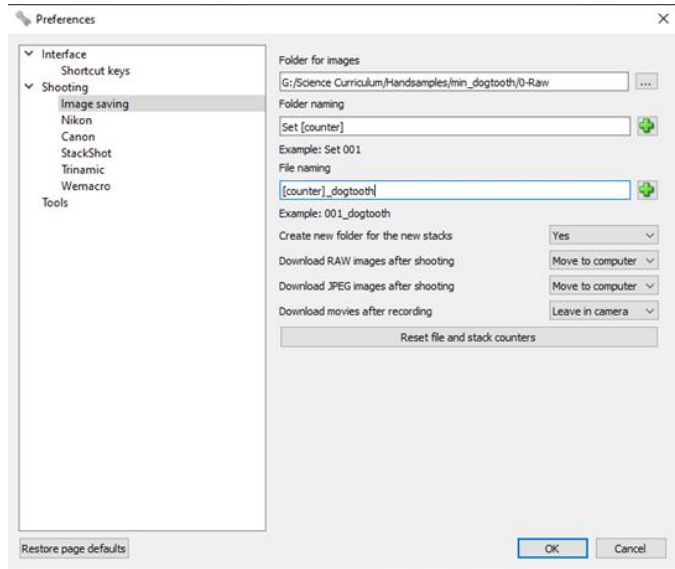 Preferences
Interface
Shortcut keys
Shooting
Image saving
Nikon
Canon
StackShot
Trinamic
Wemacro
Tools
Folder for images
G:/Science Curriculum/Handsamples/min_dogtooth/0-Raw ...
Folder naming
Set [counter]
Example: Set 001
File naming
[counter]_dogtooth
Example: 001_dogtooth
Create new folder for the new stacks Yes
Download RAW images after shooting Move to computer
Download JPEG images after shooting Move to computer
Download movies after recording Leave in camera
Reset file and stack counters
Restore page defaults OK Cancel